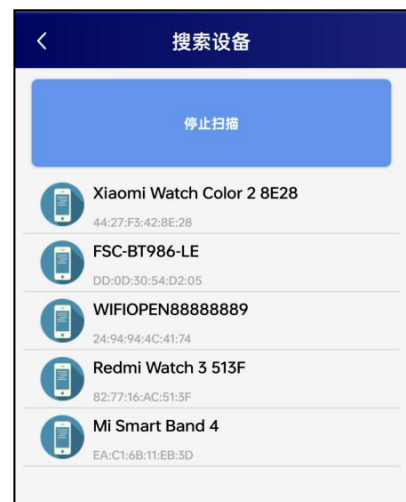 搜索设备
停止扫描
Xiaomi Watch Color 2 8E28
44:27:F3:42:8E:28
FSC-BT986-LE
DD:0D:30:54:D2:05
WIFIOPEN88888889
24:94:94:4C:41:74
Redmi Watch 3 513F
82:77:16:AC:51:3F
Mi Smart Band 4
EA:C1:6B:11:EB:3D